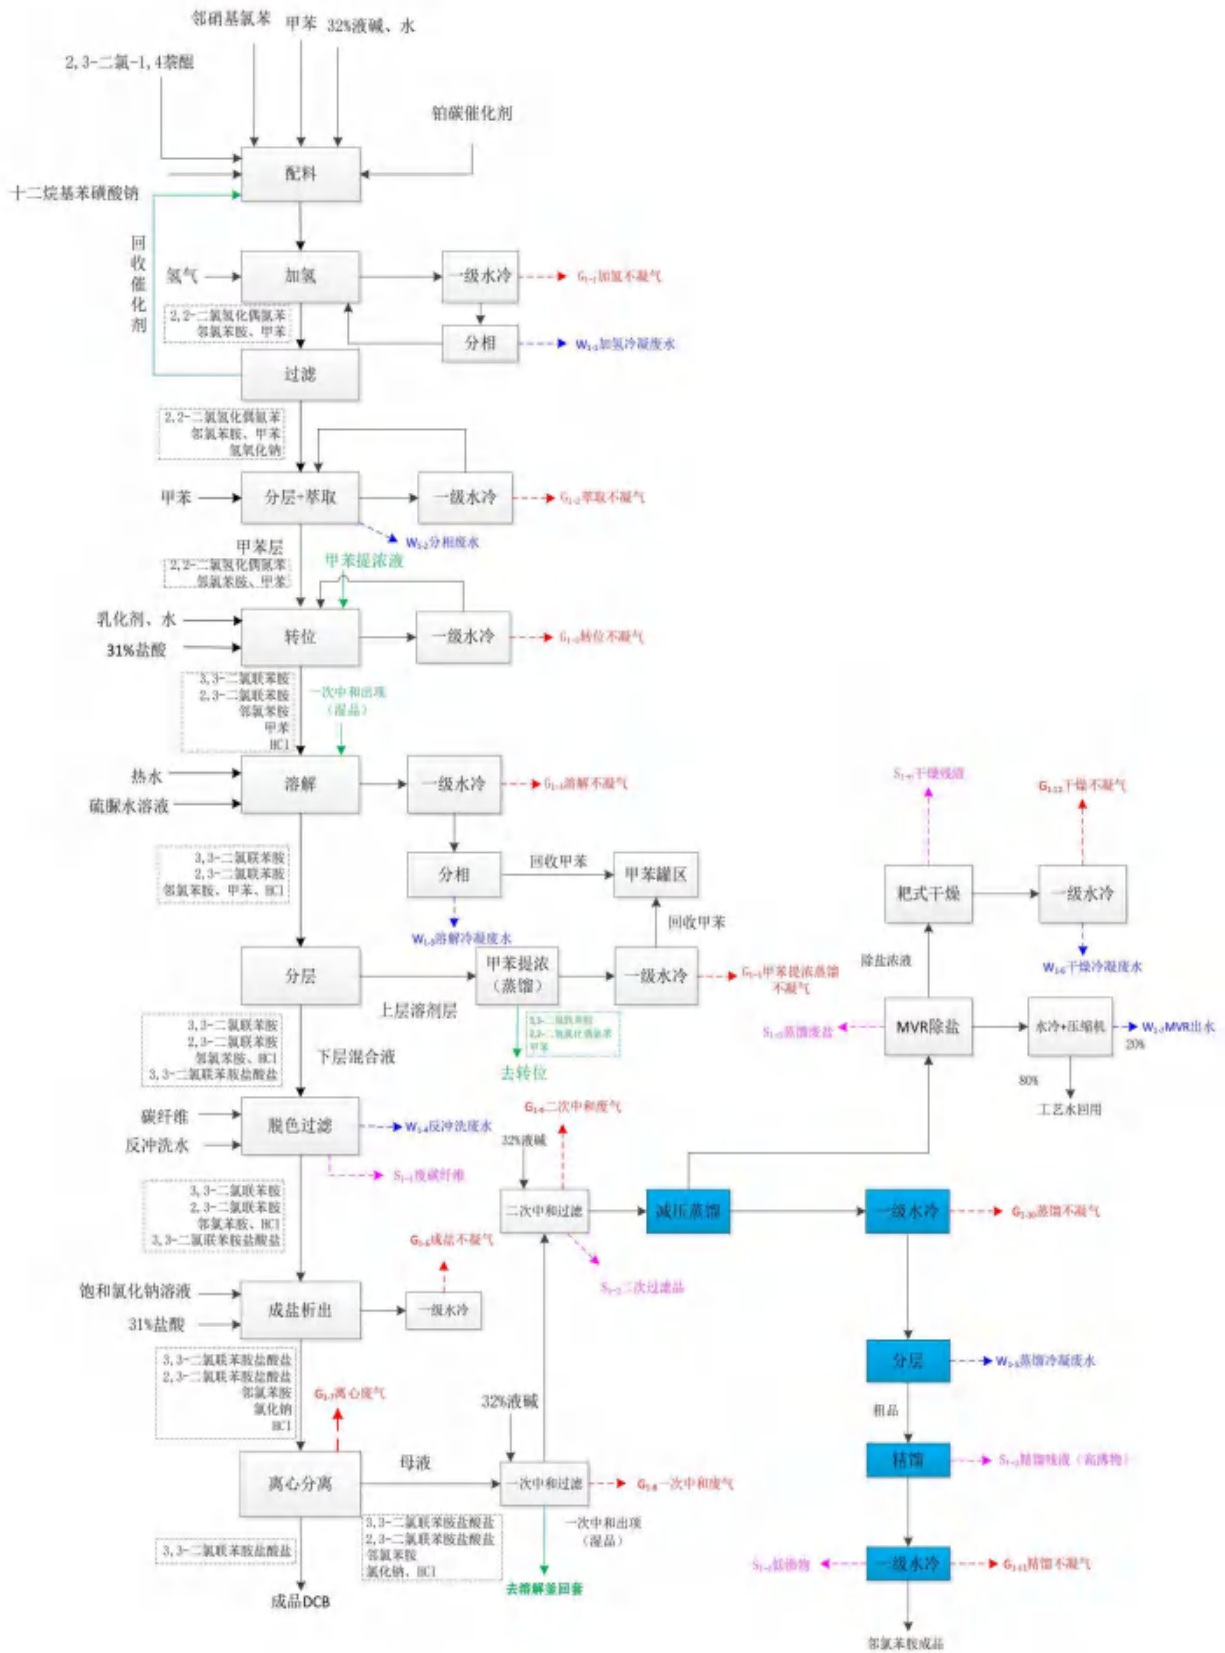 邻硝基氯苯
甲苯
32%液碱、水
2,3-二氯-1,4萘醌
铂碳催化剂
配料
十二烷基苯磺酸钠
回收催化剂
氢气
加氢
一级水冷
G₁₋₁加氢不凝气
2,2-二氯氢化偶氮苯
邻氯苯胺、甲苯
分相
W₁₋₁加氢冷凝废水
过滤
2,2-二氯氢化偶氮苯
邻氯苯胺、甲苯
氢氧化钠
甲苯
分层+萃取
一级水冷
G₁₋₂萃取不凝气
W₁₋₂分相废水
甲苯层
2,2-二氯氢化偶氮苯
邻氯苯胺、甲苯
甲苯提浓液
乳化剂、水
31%盐酸
转位
一级水冷
G₁₋₃转位不凝气
3,3-二氯联苯胺
2,3-二氯联苯胺
邻氯苯胺
甲苯
HCl
一次中和出项
（湿品）
热水
硫脲水溶液
溶解
一级水冷
G₁₋₄溶解不凝气
3,3-二氯联苯胺
2,3-二氯联苯胺
邻氯苯胺、甲苯、HCl
分相
回收甲苯
甲苯罐区
W₁₋₃溶解冷凝废水
回收甲苯
分层
上层溶剂层
甲苯提浓
（蒸馏）
一级水冷
G₁₋₅甲苯提浓蒸馏
不凝气
甲苯
去转位
3,3-二氯联苯胺
2,3-二氯联苯胺
邻氯苯胺、HCl
3,3-二氯联苯胺盐酸盐
下层混合液
碳纤维
反冲洗水
脱色过滤
W₁₋₄反冲洗废水
S₁₋₁废碳纤维
3,3-二氯联苯胺
2,3-二氯联苯胺
邻氯苯胺、HCl
3,3-二氯联苯胺盐酸盐
饱和氯化钠溶液
31%盐酸
成盐析出
一级水冷
G₁₋₆成盐不凝气
3,3-二氯联苯胺盐酸盐
2,3-二氯联苯胺盐酸盐
邻氯苯胺
氯化钠
HCl
G₁₋₇离心废气
离心分离
母液
3,3-二氯联苯胺盐酸盐
2,3-二氯联苯胺盐酸盐
邻氯苯胺
氯化钠、HCl
3,3-二氯联苯胺盐酸盐
成品DCB
32%液碱
一次中和过滤
G₁₋₈一次中和废气
一次中和出项
（湿品）
去溶解釜回套
二次中和废气
32%液碱
二次中和过滤
S₁₋₂二次过滤品
减压蒸馏
一级水冷
G₁₋₁₀蒸馏不凝气
分层
W₁₋₅蒸馏冷凝废水
粗品
精馏
精馏残液（高沸物）
一级水冷
低沸物
G₁₋₁₁精馏不凝气
邻氯苯胺成品
MVR除盐
蒸馏废盐
水冷+压缩机
W₁₋₇MVR出水
20%
80%
工艺水回用
除盐浓液
耙式干燥
干燥残渣
一级水冷
G₁₋₁₂干燥不凝气
W₁₋₆干燥冷凝废水